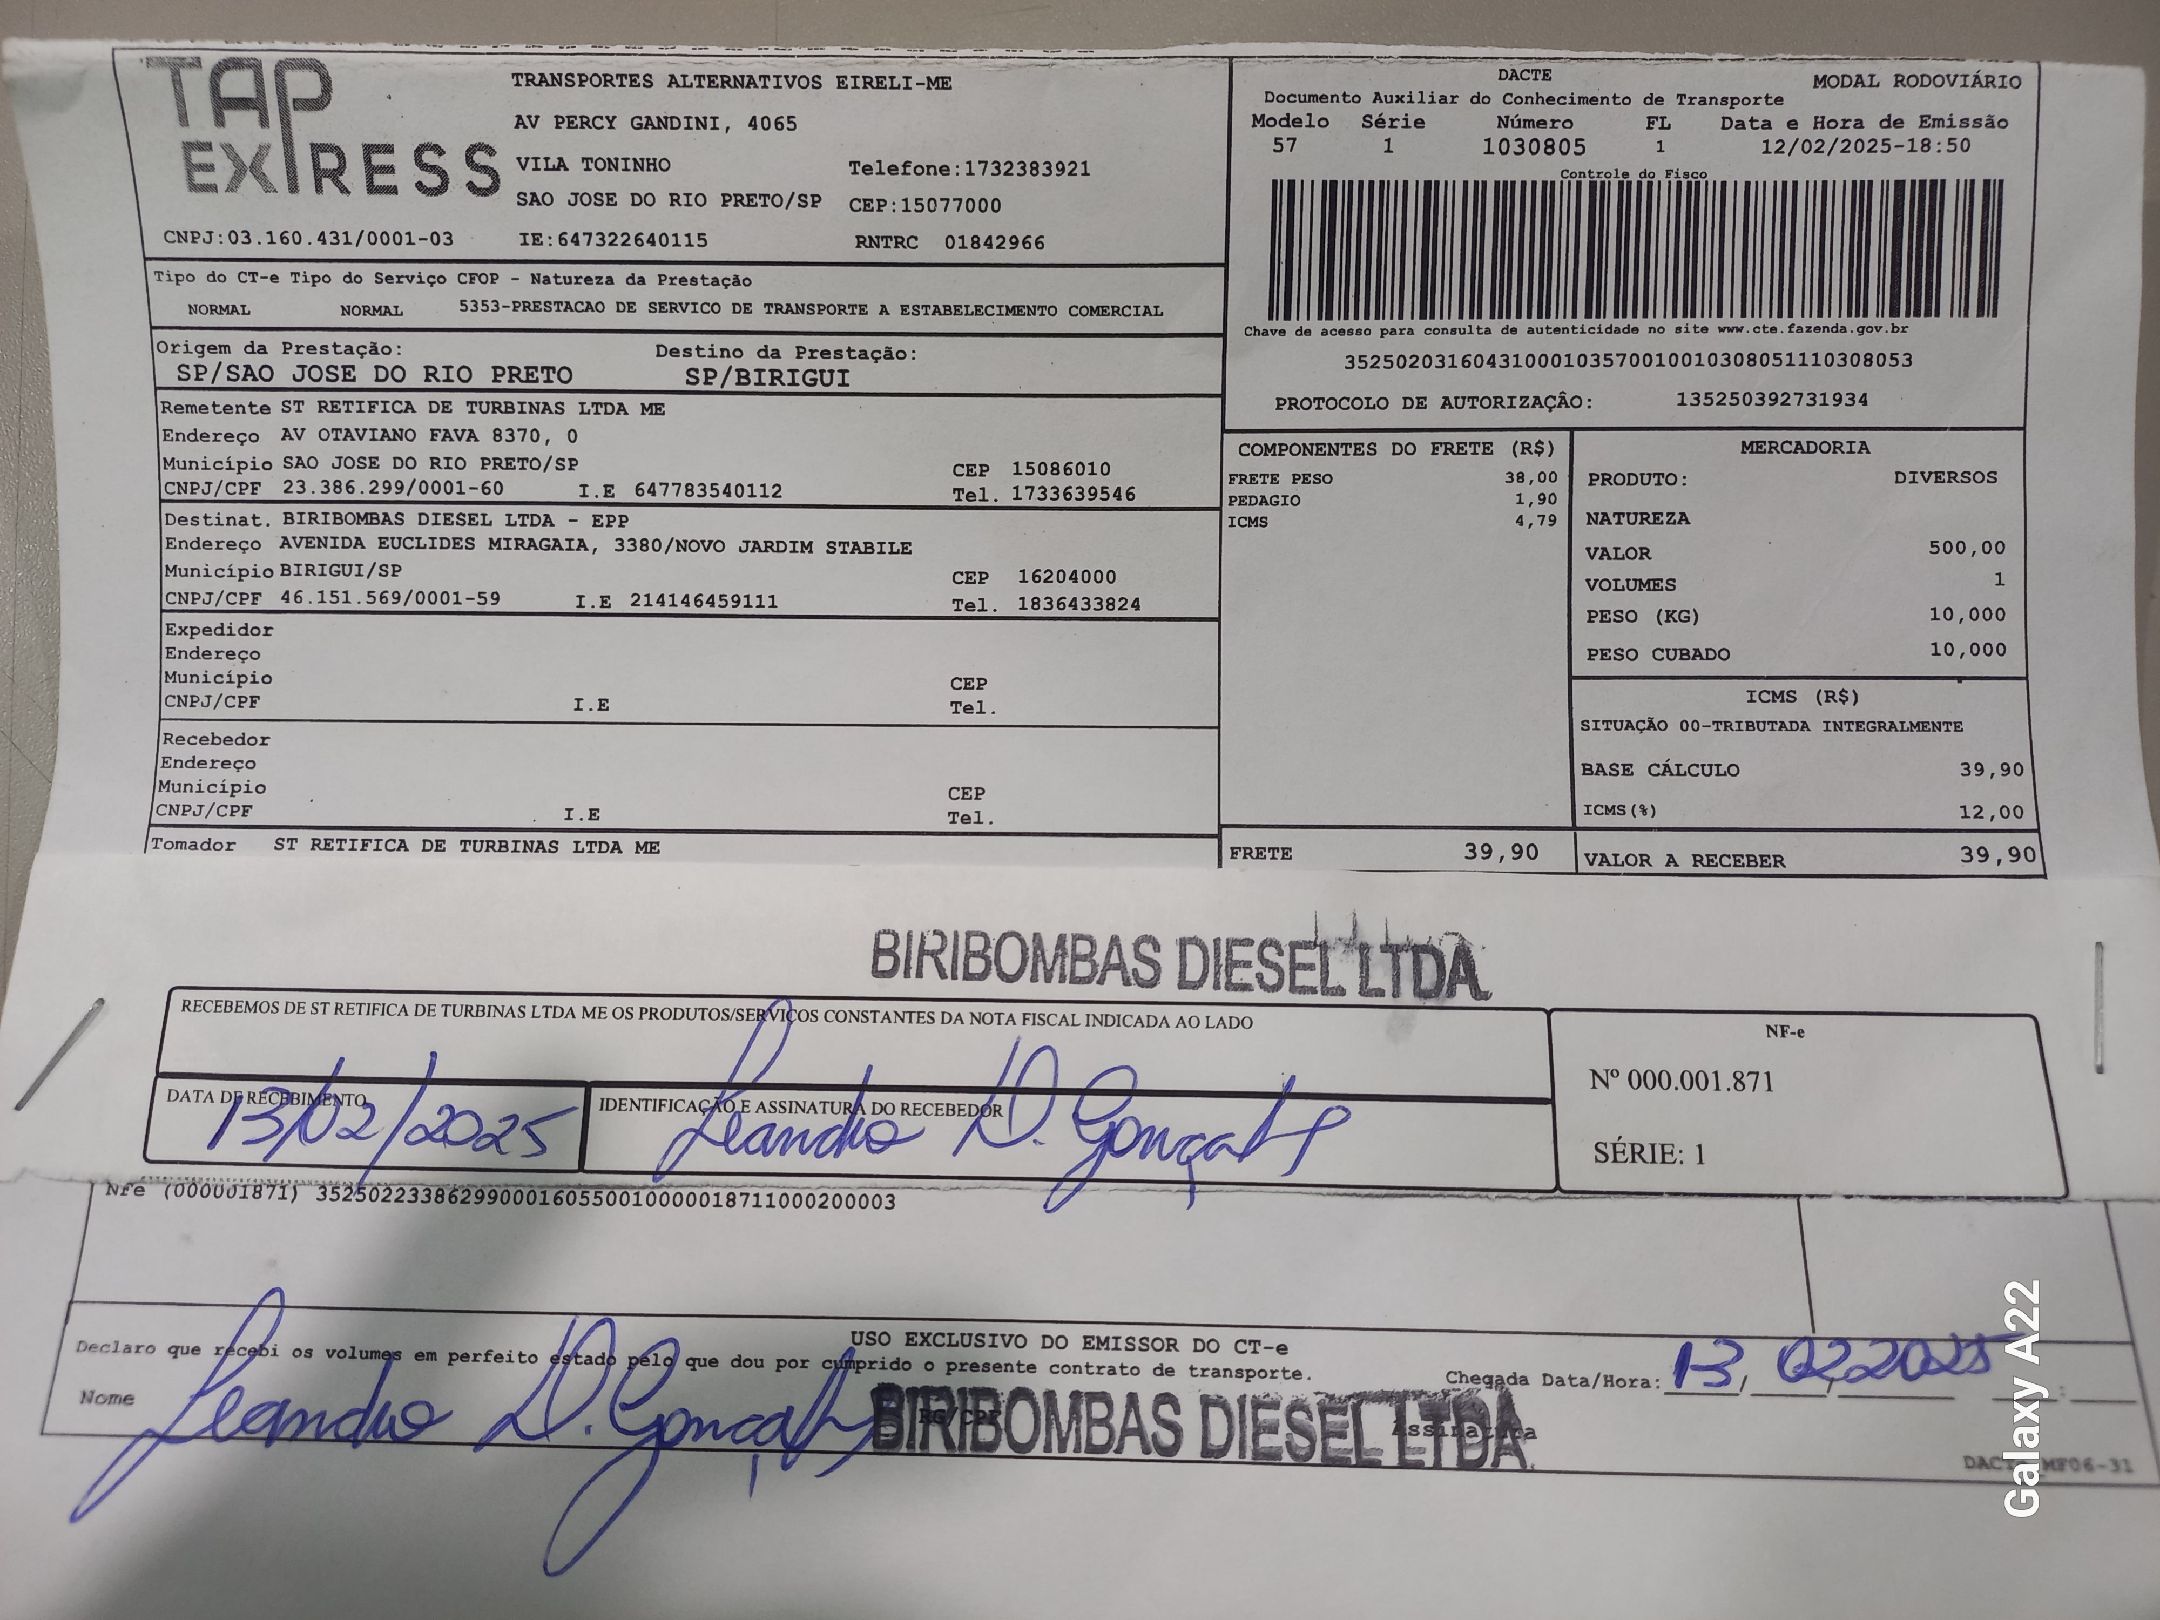 TAP EXPRESS
TRANSPORTES ALTERNATIVOS EIRELI-ME
AV PERCY GANDINI, 4065
VILA TONINHO
Telefone:1732383921
SAO JOSE DO RIO PRETO/SP CEP:15077000
CNPJ:03.160.431/0001-03 IE:647322640115 RNTRC 01842966
DACTE MODAL RODOVIÁRIO
Documento Auxiliar do Conhecimento de Transporte
Modelo Série Número FL Data e Hora de Emissão
57 1 1030805 1 12/02/2025-18:50
Controle do Fisco
Chave de acesso para consulta de autenticidade no site www.cte.fazenda.gov.br
35250203160431000103570010010308051110308053
PROTOCOLO DE AUTORIZAÇÂO: 135250392731934
Tipo do CT-e Tipo do Serviço CFOP - Natureza da Prestação
NORMAL NORMAL 5353-PRESTACAO DE SERVICO DE TRANSPORTE A ESTABELECIMENTO COMERCIAL
Origem da Prestação: Destino da Prestação:
SP/SAO JOSE DO RIO PRETO SP/BIRIGUI
Remetente ST RETIFICA DE TURBINAS LTDA ME
Endereço AV OTAVIANO FAVA 8370, 0
Município SAO JOSE DO RIO PRETO/SP CEP 15086010
CNPJ/CPF 23.386.299/0001-60 I.E 647783540112 Tel. 1733639546
Destinat. BIRIBOMBAS DIESEL LTDA - EPP
Endereço AVENIDA EUCLIDES MIRAGAIA, 3380/NOVO JARDIM STABILE
Município BIRIGUI/SP CEP 16204000
CNPJ/CPF 46.151.569/0001-59 I.E 214146459111 Tel. 1836433824
Expedidor
Endereço
Município CEP
CNPJ/CPF I.E Tel.
Recebedor
Endereço
Município CEP
CNPJ/CPF I.E Tel.
Tomador ST RETIFICA DE TURBINAS LTDA ME
COMPONENTES DO FRETE (R$)
FRETE PESO 38,00
PEDAGIO 1,90
ICMS 4,79
FRETE 39,90
MERCADORIA
PRODUTO: DIVERSOS
NATUREZA
VALOR 500,00
VOLUMES 1
PESO (KG) 10,000
PESO CUBADO 10,000
ICMS (R$)
SITUAÇÃO 00-TRIBUTADA INTEGRALMENTE
BASE CÁLCULO 39,90
ICMS(%) 12,00
VALOR A RECEBER 39,90
BIRIBOMBAS DIESEL LTDA
RECEBEMOS DE ST RETIFICA DE TURBINAS LTDA ME OS PRODUTOS/SERVIÇOS CONSTANTES DA NOTA FISCAL INDICADA AO LADO
DATA DE RECEBIMENTO
13/02/2025
IDENTIFICAÇÃO E ASSINATURA DO RECEBEDOR
Leandro D. Gonçalves
NF-e
Nº 000.001.871
SÉRIE: 1
Nfe (000001871) 35250223386299000160550010000018711000200003
USO EXCLUSIVO DO EMISSOR DO CT-e
Declaro que recebi os volumes em perfeito estado pelo que dou por cumprido o presente contrato de transporte.
Chegada Data/Hora: 13, 02, 2025
Nome Leandro D. Gonçalves RG/CPF Assinatura
BIRIBOMBAS DIESEL LTDA
Galaxy A22